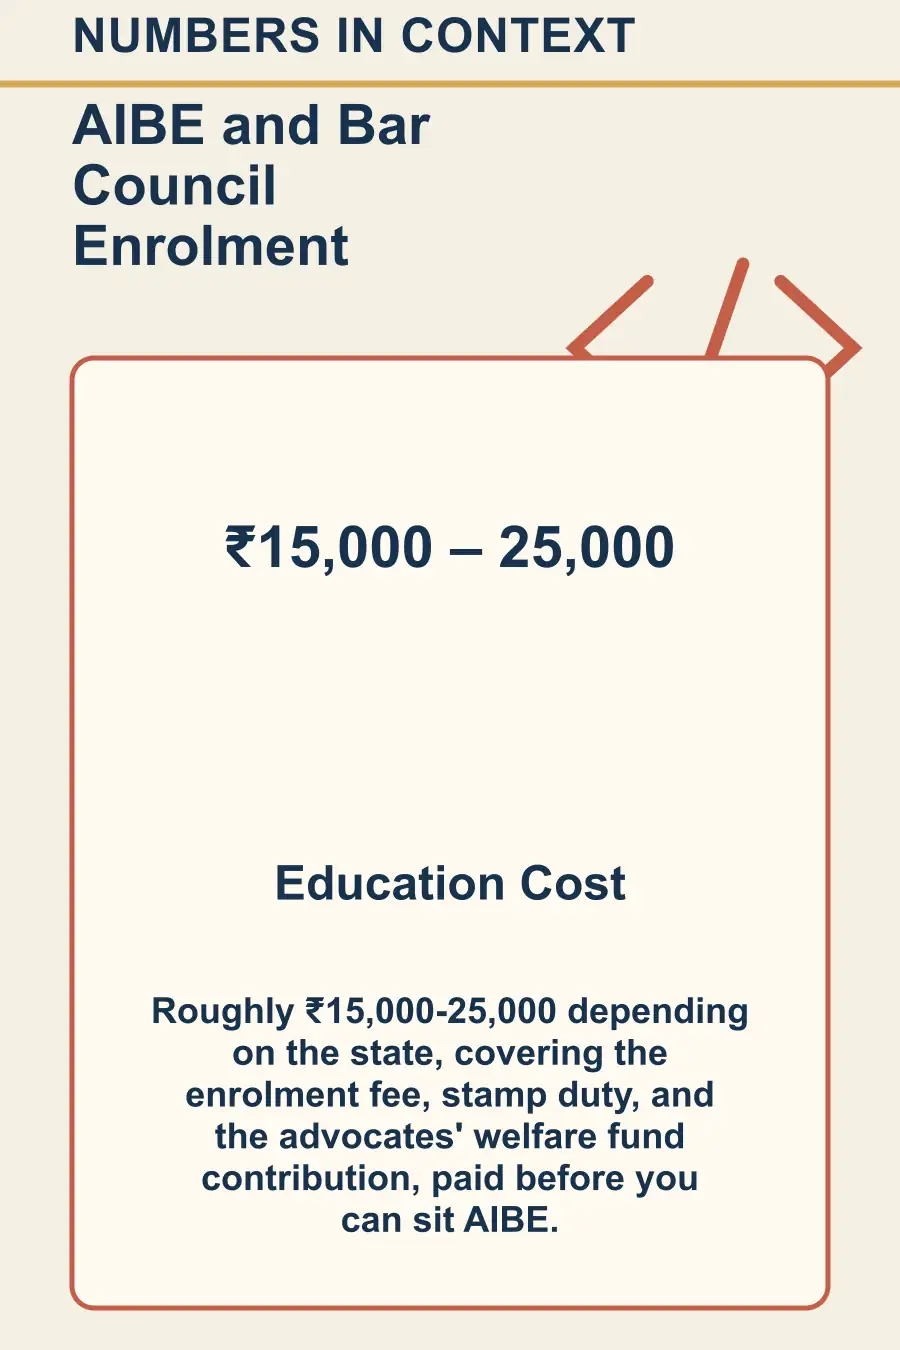 NUMBERS IN CONTEXT
AIBE and Bar
Council
Enrolment
₹15,000 – 25,000
Education Cost
Roughly ₹15,000-25,000 depending
on the state, covering the
enrolment fee, stamp duty, and
the advocates' welfare fund
contribution, paid before you
can sit AIBE.